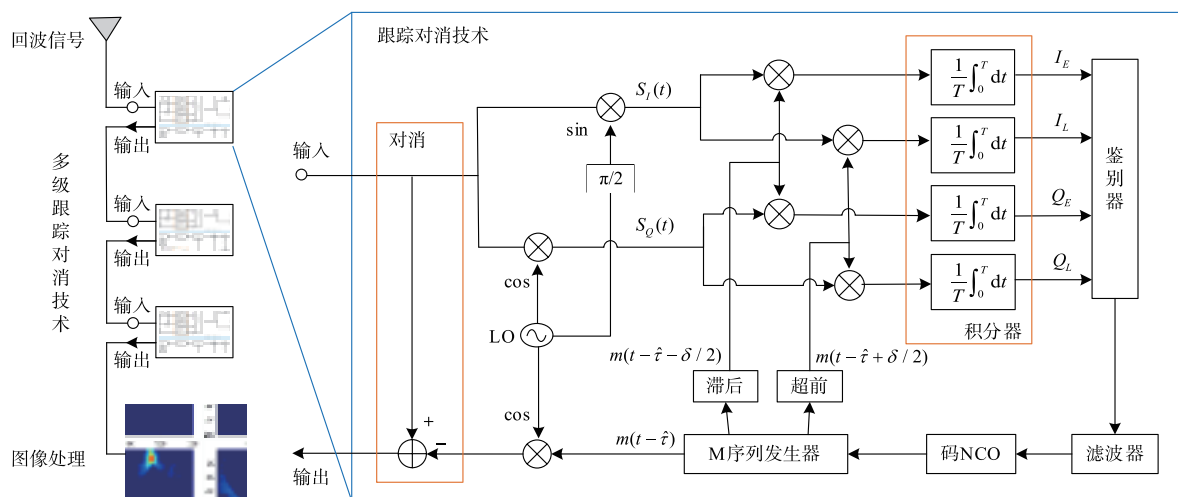 回波信号
输入
输出
多级跟踪对消技术
输入
输出
输入
输出
图像处理
跟踪对消技术
输入
对消
+
−
输出
sin
π/2
cos
LO
cos
S_I(t)
S_Q(t)
m(t-τ̂-δ/2)
m(t-τ̂+δ/2)
滞后
超前
m(t-τ̂)
M序列发生器
码NCO
滤波器
1/T ∫_0^T dt
1/T ∫_0^T dt
1/T ∫_0^T dt
1/T ∫_0^T dt
积分器
I_E
I_L
Q_E
Q_L
鉴别器